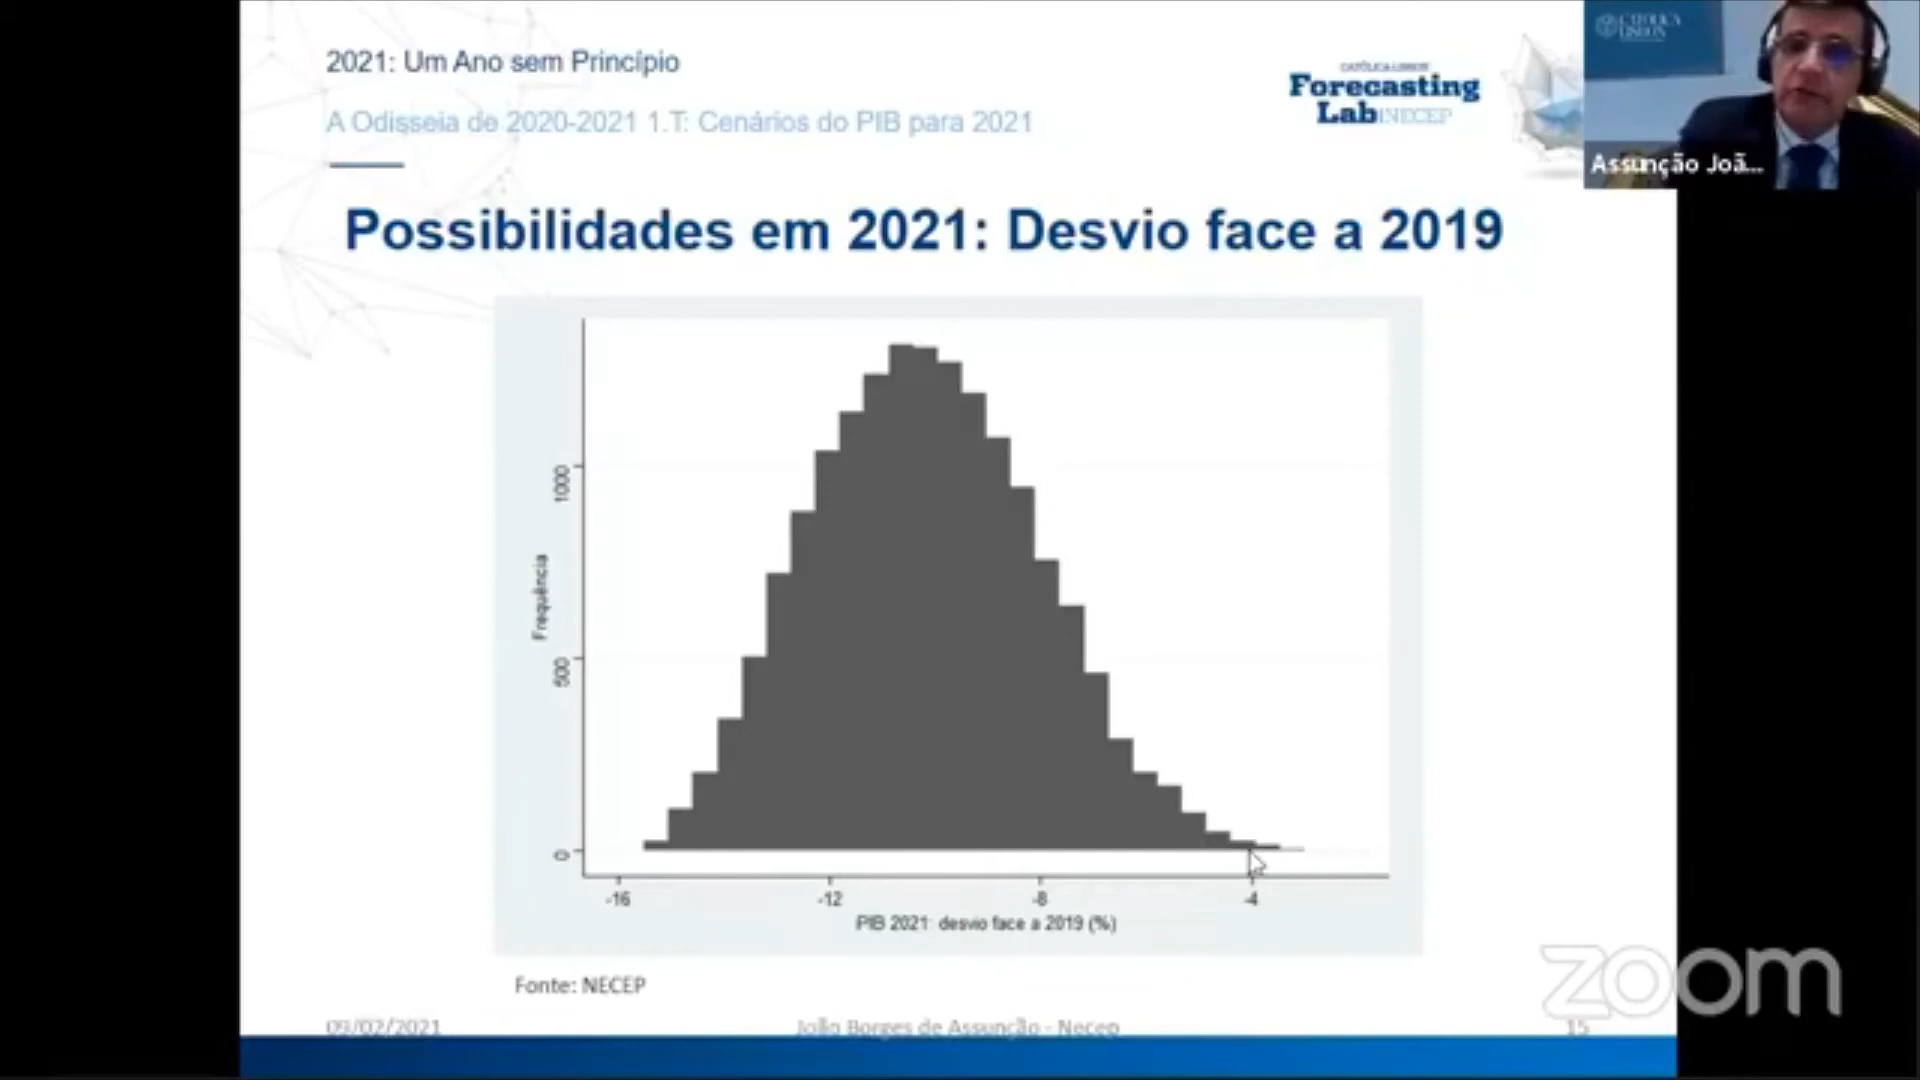 2021: Um Ano sem Princípio
A Odisseia de 2020-2021 1.T: Cenários do PIB para 2021
CATÓLICA-LISBON
Forecasting
Lab NECEP
CATÓLICA
LISBON
Assunção Joã...
Possibilidades em 2021: Desvio face a 2019
Frequência
1000
500
0
-16 -12 -8 -4
PIB 2021: desvio face a 2019 (%)
Fonte: NECEP
09/02/2021 João Borges de Assunção - Necep 15
zoom